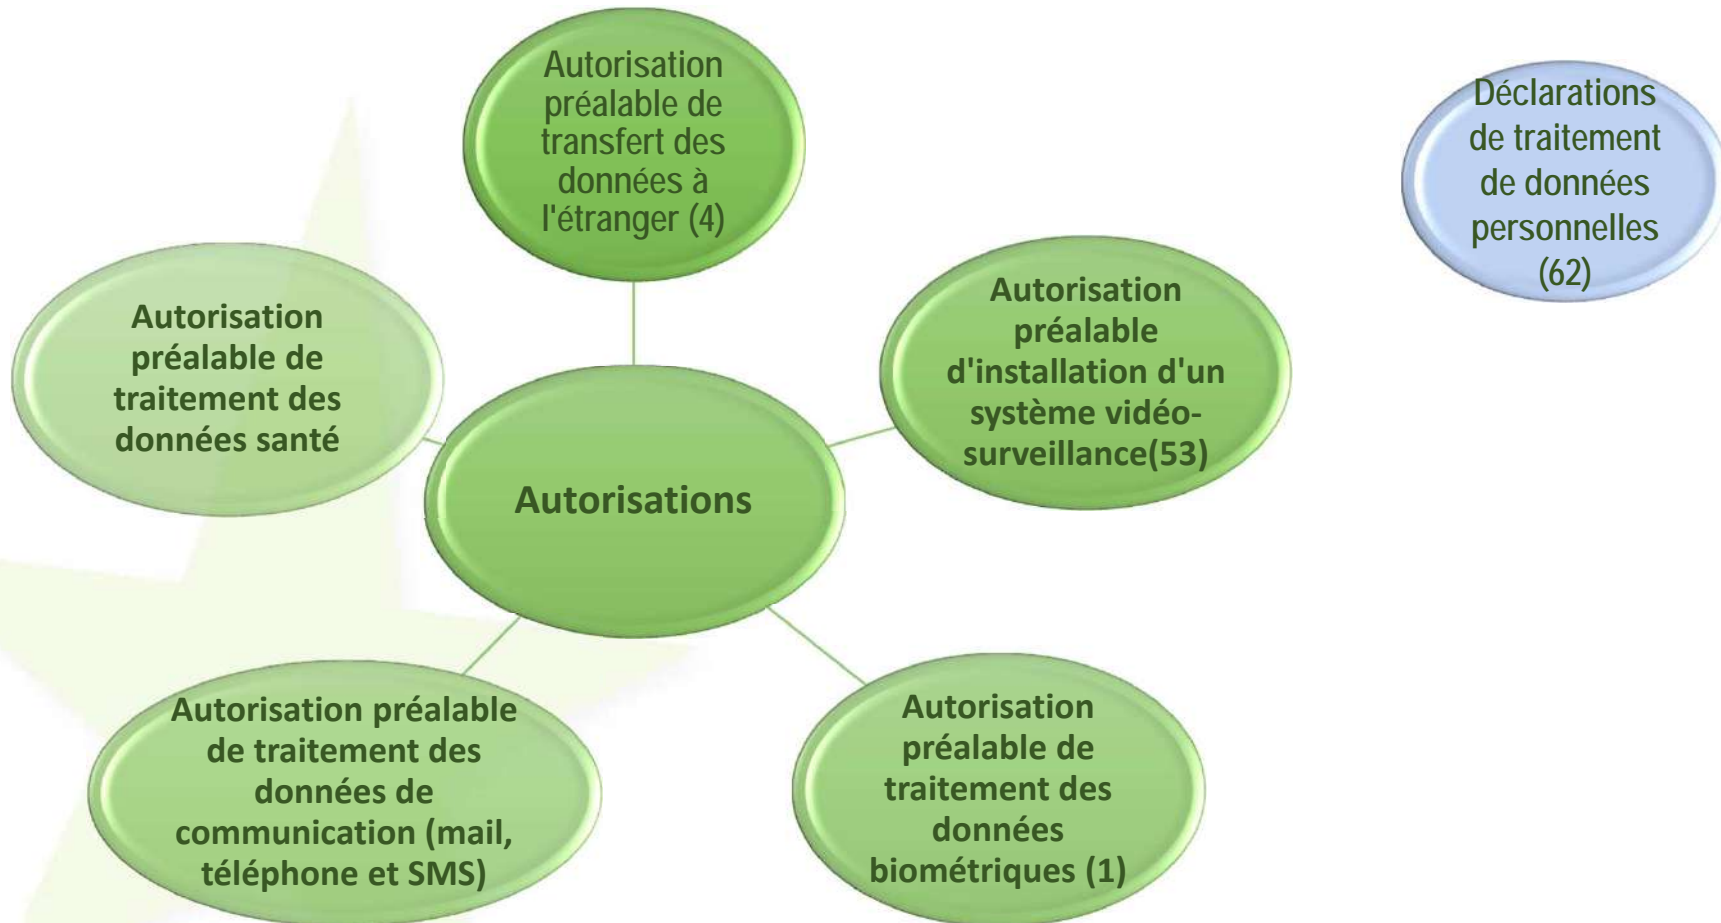 Autorisation
préalable de
transfert des
données à
l'étranger (4)
Déclarations
de traitement
de données
personnelles
(62)
Autorisation
préalable de
traitement des
données santé
Autorisation
préalable
d'installation d'un
système vidéo-
surveillance(53)
Autorisations
Autorisation préalable
de traitement des
données de
communication (mail,
téléphone et SMS)
Autorisation
préalable de
traitement des
données
biométriques (1)